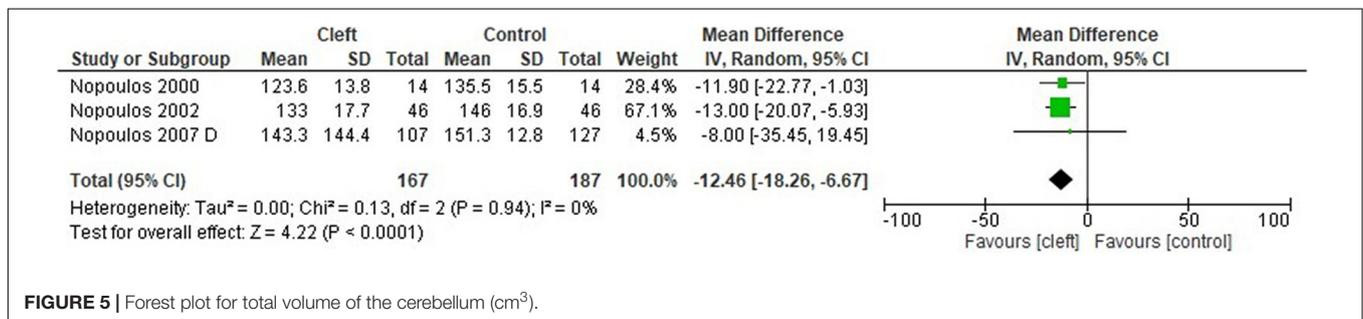 Cleft Control Mean Difference Mean Difference
Study or Subgroup Mean SD Total Mean SD Total Weight IV, Random, 95% CI IV, Random, 95% CI
Nopoulos 2000 123.6 13.8 14 135.5 15.5 14 28.4% -11.90 [-22.77, -1.03]
Nopoulos 2002 133 17.7 46 146 16.9 46 67.1% -13.00 [-20.07, -5.93]
Nopoulos 2007 D 143.3 144.4 107 151.3 12.8 127 4.5% -8.00 [-35.45, 19.45]
Total (95% CI) 167 187 100.0% -12.46 [-18.26, -6.67]
Heterogeneity: Tau² = 0.00; Chi² = 0.13, df = 2 (P = 0.94); I² = 0%
Test for overall effect: Z = 4.22 (P < 0.0001)
-100 -50 0 50 100
Favours [cleft] Favours [control]
FIGURE 5 | Forest plot for total volume of the cerebellum (cm³).